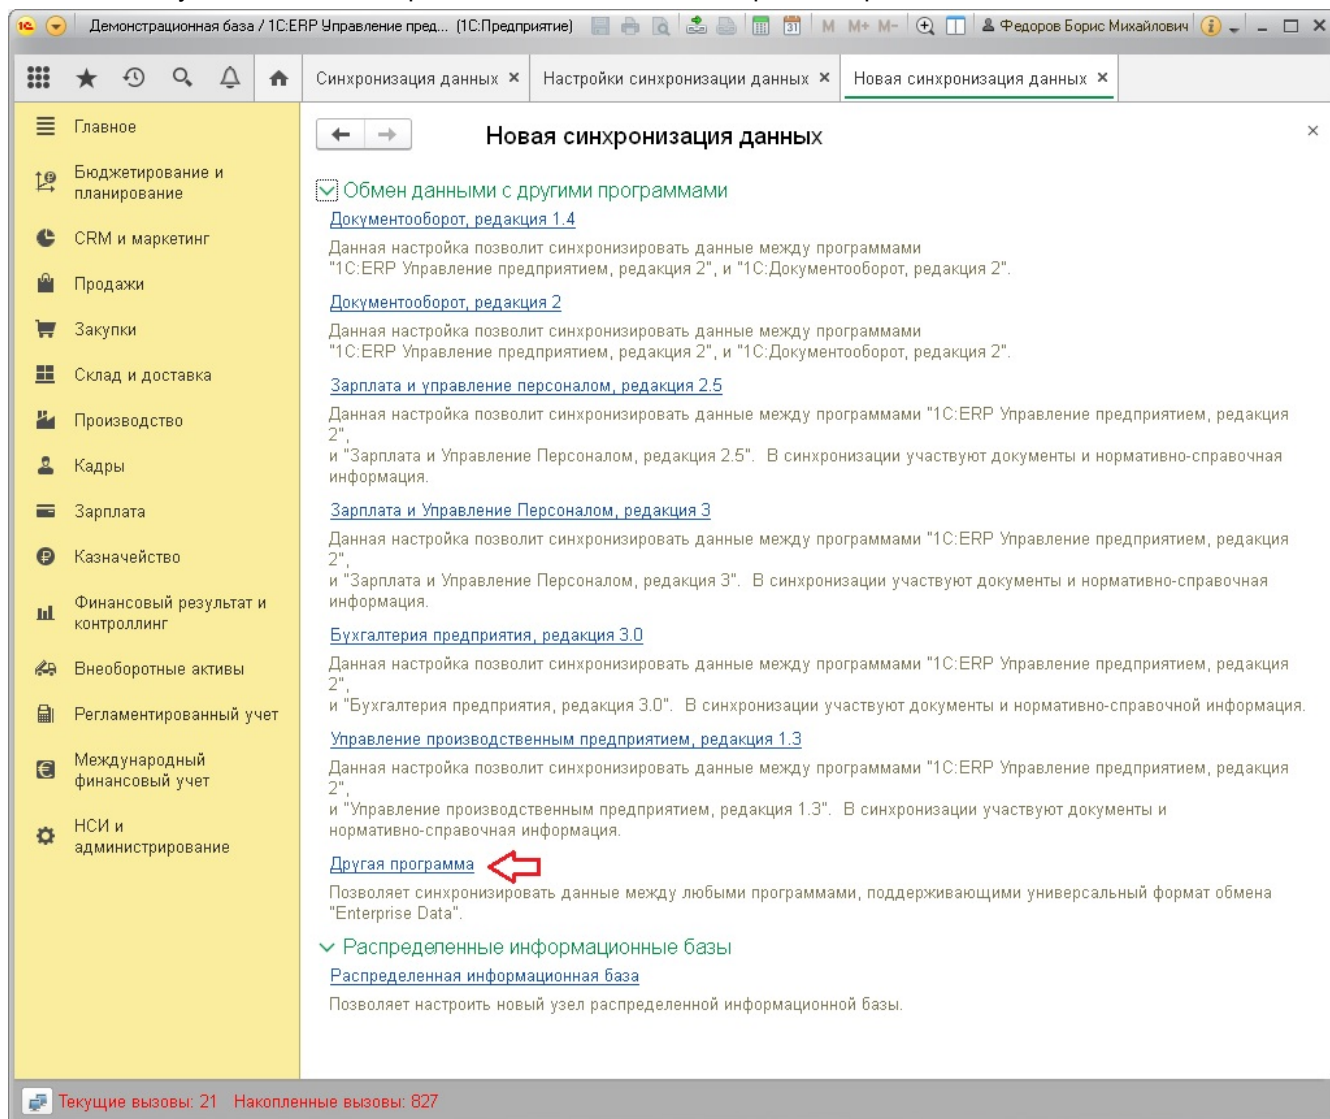 1С Демонстрационная база / 1С:ERP Управление пред... (1С:Предприятие) 31 M M+ M- Федоров Борис Михайлович
Синхронизация данных × Настройки синхронизации данных × Новая синхронизация данных ×
Главное
Бюджетирование и
планирование
CRM и маркетинг
Продажи
Закупки
Склад и доставка
Производство
Кадры
Зарплата
Казначейство
Финансовый результат и
контроллинг
Внеоборотные активы
Регламентированный учет
Международный
финансовый учет
НСИ и
администрирование
Новая синхронизация данных
Обмен данными с другими программами
Документооборот, редакция 1.4
Данная настройка позволит синхронизировать данные между программами
"1С:ERP Управление предприятием, редакция 2", и "1С:Документооборот, редакция 2".
Документооборот, редакция 2
Данная настройка позволит синхронизировать данные между программами
"1С:ERP Управление предприятием, редакция 2", и "1С:Документооборот, редакция 2".
Зарплата и управление персоналом, редакция 2.5
Данная настройка позволит синхронизировать данные между программами "1С:ERP Управление предприятием, редакция
2",
и "Зарплата и Управление Персоналом, редакция 2.5". В синхронизации участвуют документы и нормативно-справочная
информация.
Зарплата и Управление Персоналом, редакция 3
Данная настройка позволит синхронизировать данные между программами "1С:ERP Управление предприятием, редакция
2",
и "Зарплата и Управление Персоналом, редакция 3". В синхронизации участвуют документы и нормативно-справочная
информация.
Бухгалтерия предприятия, редакция 3.0
Данная настройка позволит синхронизировать данные между программами "1С:ERP Управление предприятием, редакция
2",
и "Бухгалтерия предприятия, редакция 3.0". В синхронизации участвуют документы и нормативно-справочной информация.
Управление производственным предприятием, редакция 1.3
Данная настройка позволит синхронизировать данные между программами "1С:ERP Управление предприятием, редакция
2",
и "Управление производственным предприятием, редакция 1.3". В синхронизации участвуют документы и
нормативно-справочная информация.
Другая программа
Позволяет синхронизировать данные между любыми программами, поддерживающими универсальный формат обмена
"Enterprise Data".
Распределенные информационные базы
Распределенная информационная база
Позволяет настроить новый узел распределенной информационной базы.
Текущие вызовы: 21 Накопленные вызовы: 827